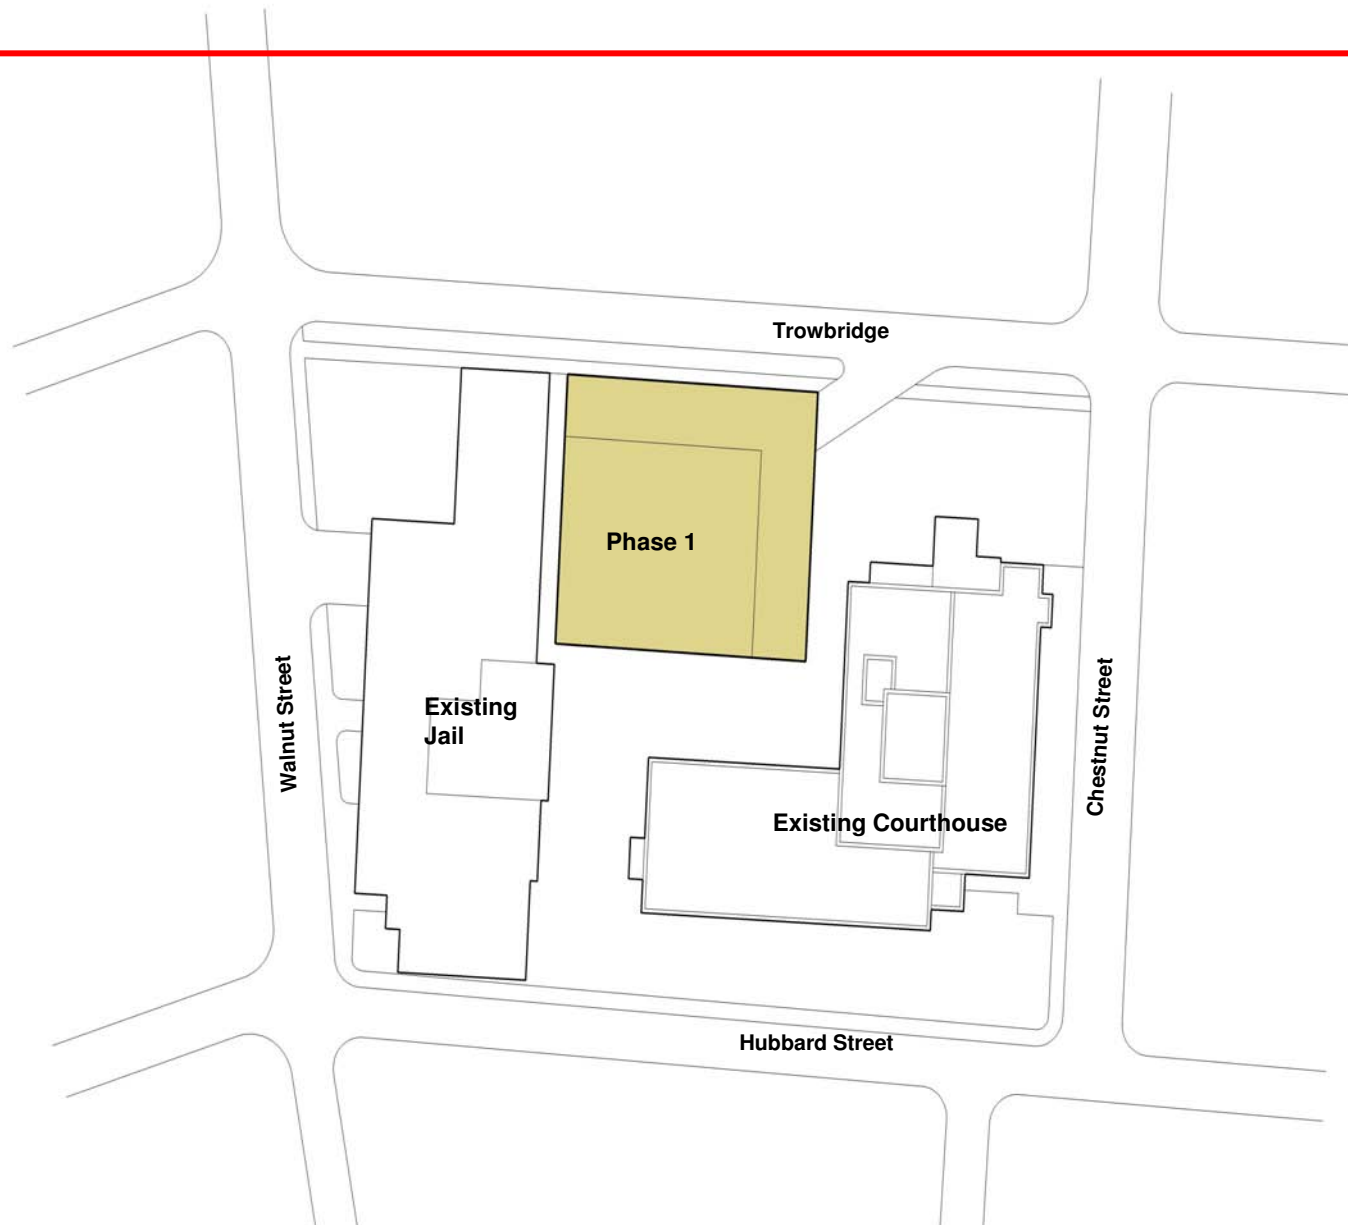 Trowbridge
Phase 1
Walnut Street
Existing
Jail
Chestnut Street
Existing Courthouse
Hubbard Street